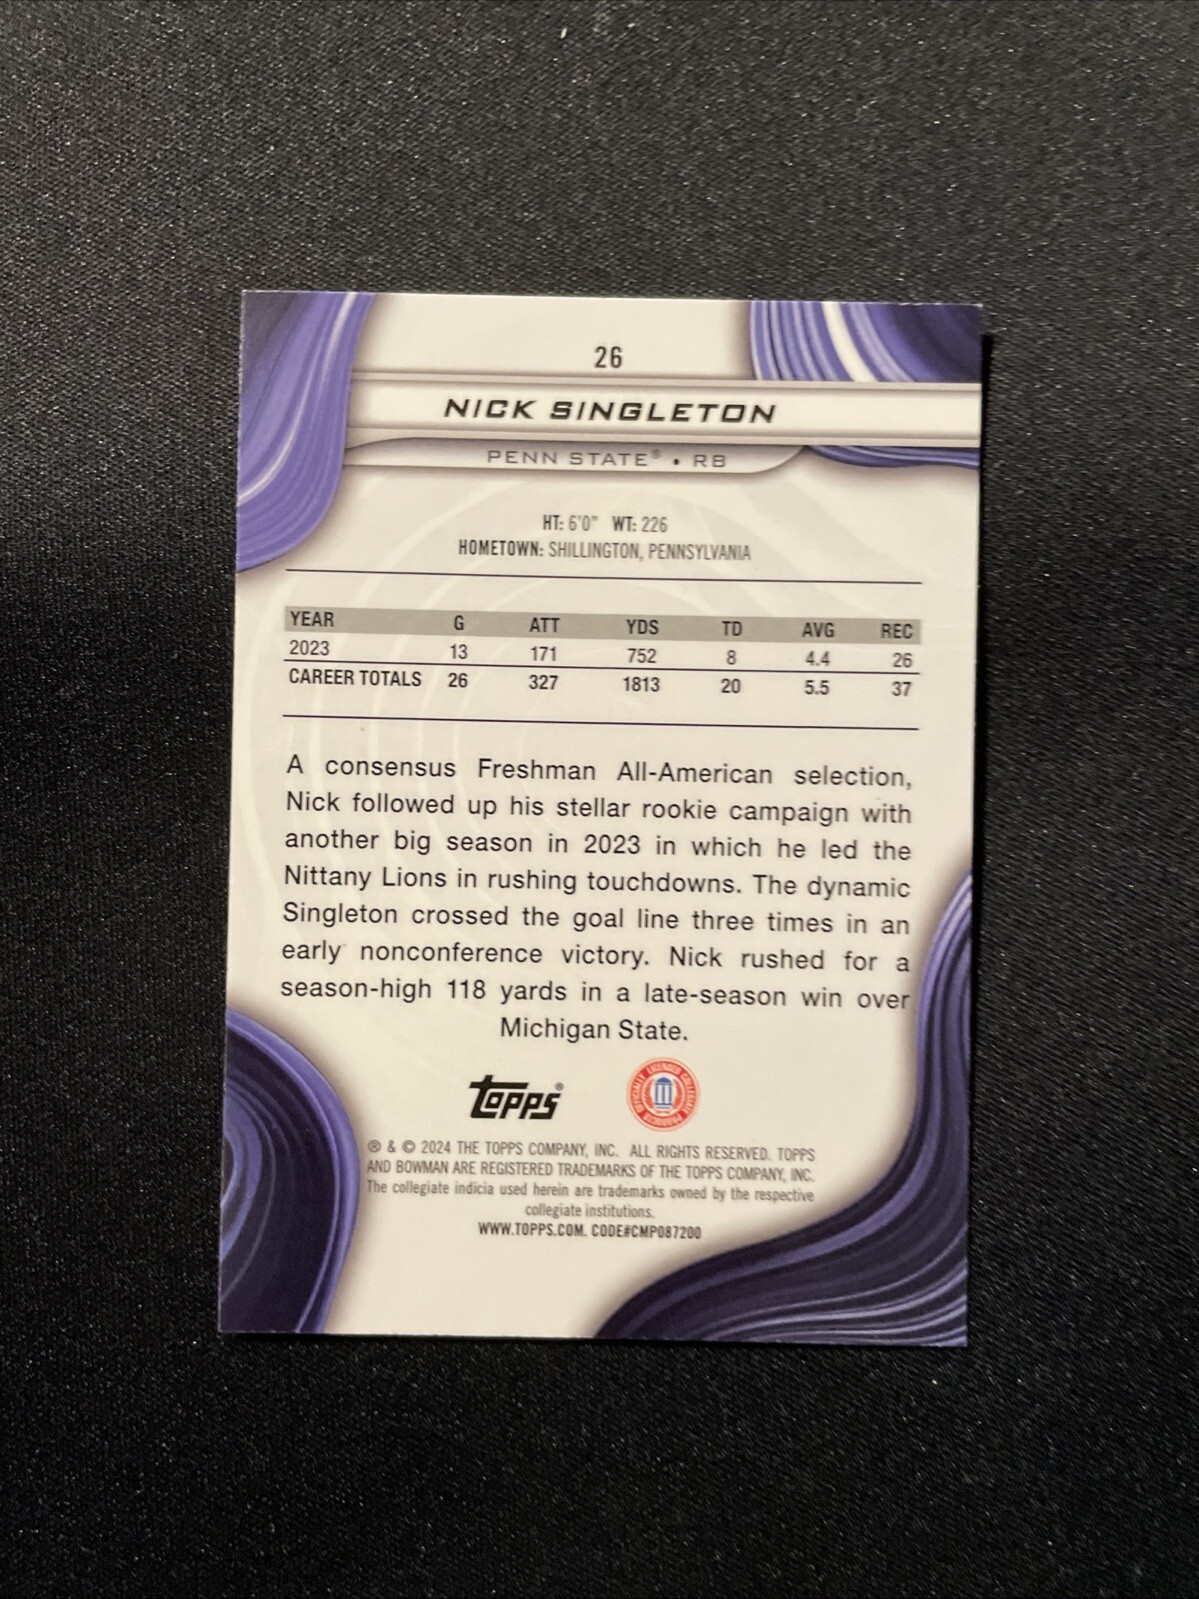 26
NICK SINGLETON
PENN STATE® • RB
HT: 6'0" WT: 226
HOMETOWN: SHILLINGTON, PENNSYLVANIA
YEAR G ATT YDS TD AVG REC
2023 13 171 752 8 4.4 26
CAREER TOTALS 26 327 1813 20 5.5 37
A consensus Freshman All-American selection,
Nick followed up his stellar rookie campaign with
another big season in 2023 in which he led the
Nittany Lions in rushing touchdowns. The dynamic
Singleton crossed the goal line three times in an
early nonconference victory. Nick rushed for a
season-high 118 yards in a late-season win over
Michigan State.
topps®
OFFICIALLY LICENSED COLLEGIATE PRODUCTS
® & © 2024 THE TOPPS COMPANY, INC. ALL RIGHTS RESERVED. TOPPS
AND BOWMAN ARE REGISTERED TRADEMARKS OF THE TOPPS COMPANY, INC.
The collegiate indicia used herein are trademarks owned by the respective
collegiate institutions.
WWW.TOPPS.COM. CODE#CMP087200